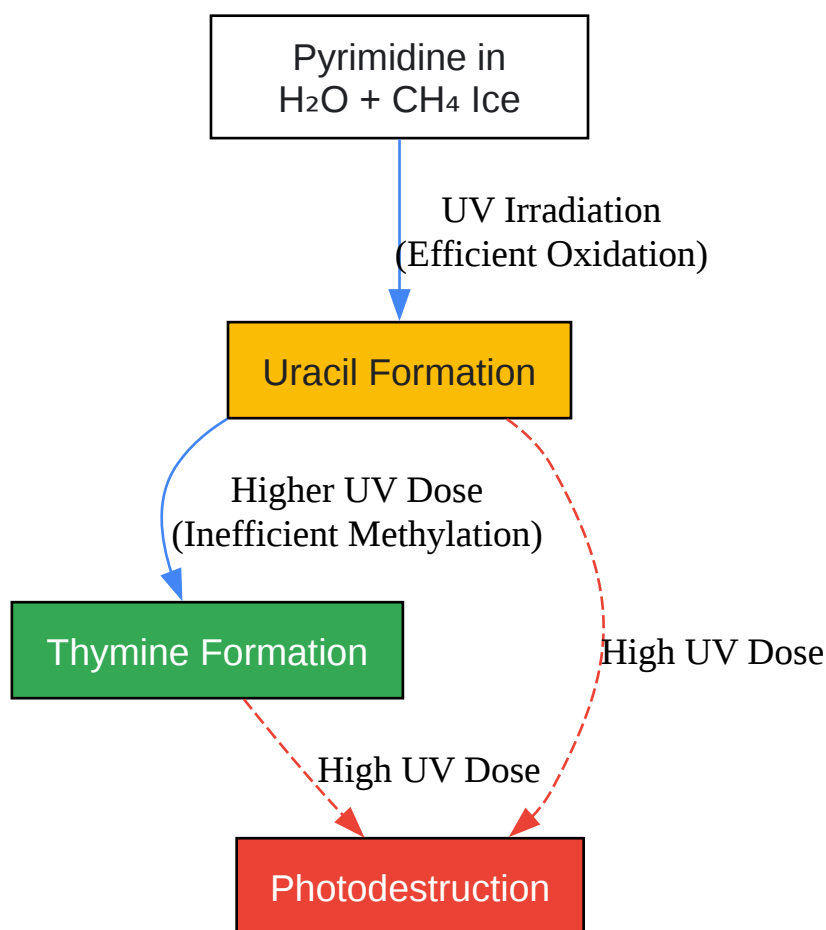 Pyrimidine in
H₂O + CH₄ Ice
UV Irradiation
(Efficient Oxidation)
Uracil Formation
Higher UV Dose
(Inefficient Methylation)
Thymine Formation
High UV Dose
High UV Dose
Photodestruction